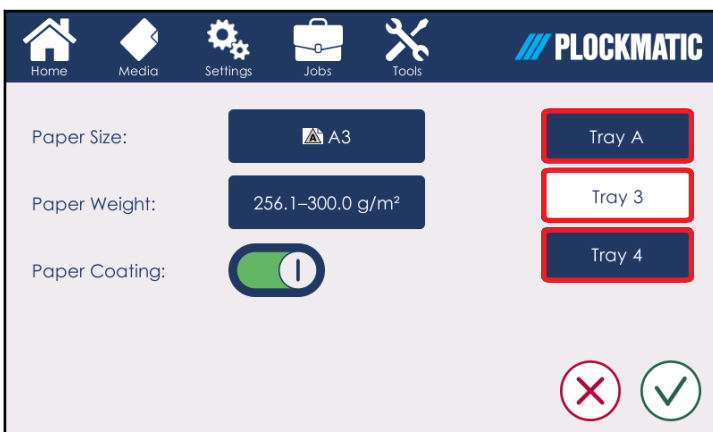 Home Media Settings Jobs Tools PLOCKMATIC
Paper Size: A3 Tray A
Paper Weight: 256.1–300.0 g/m² Tray 3
Paper Coating: Tray 4